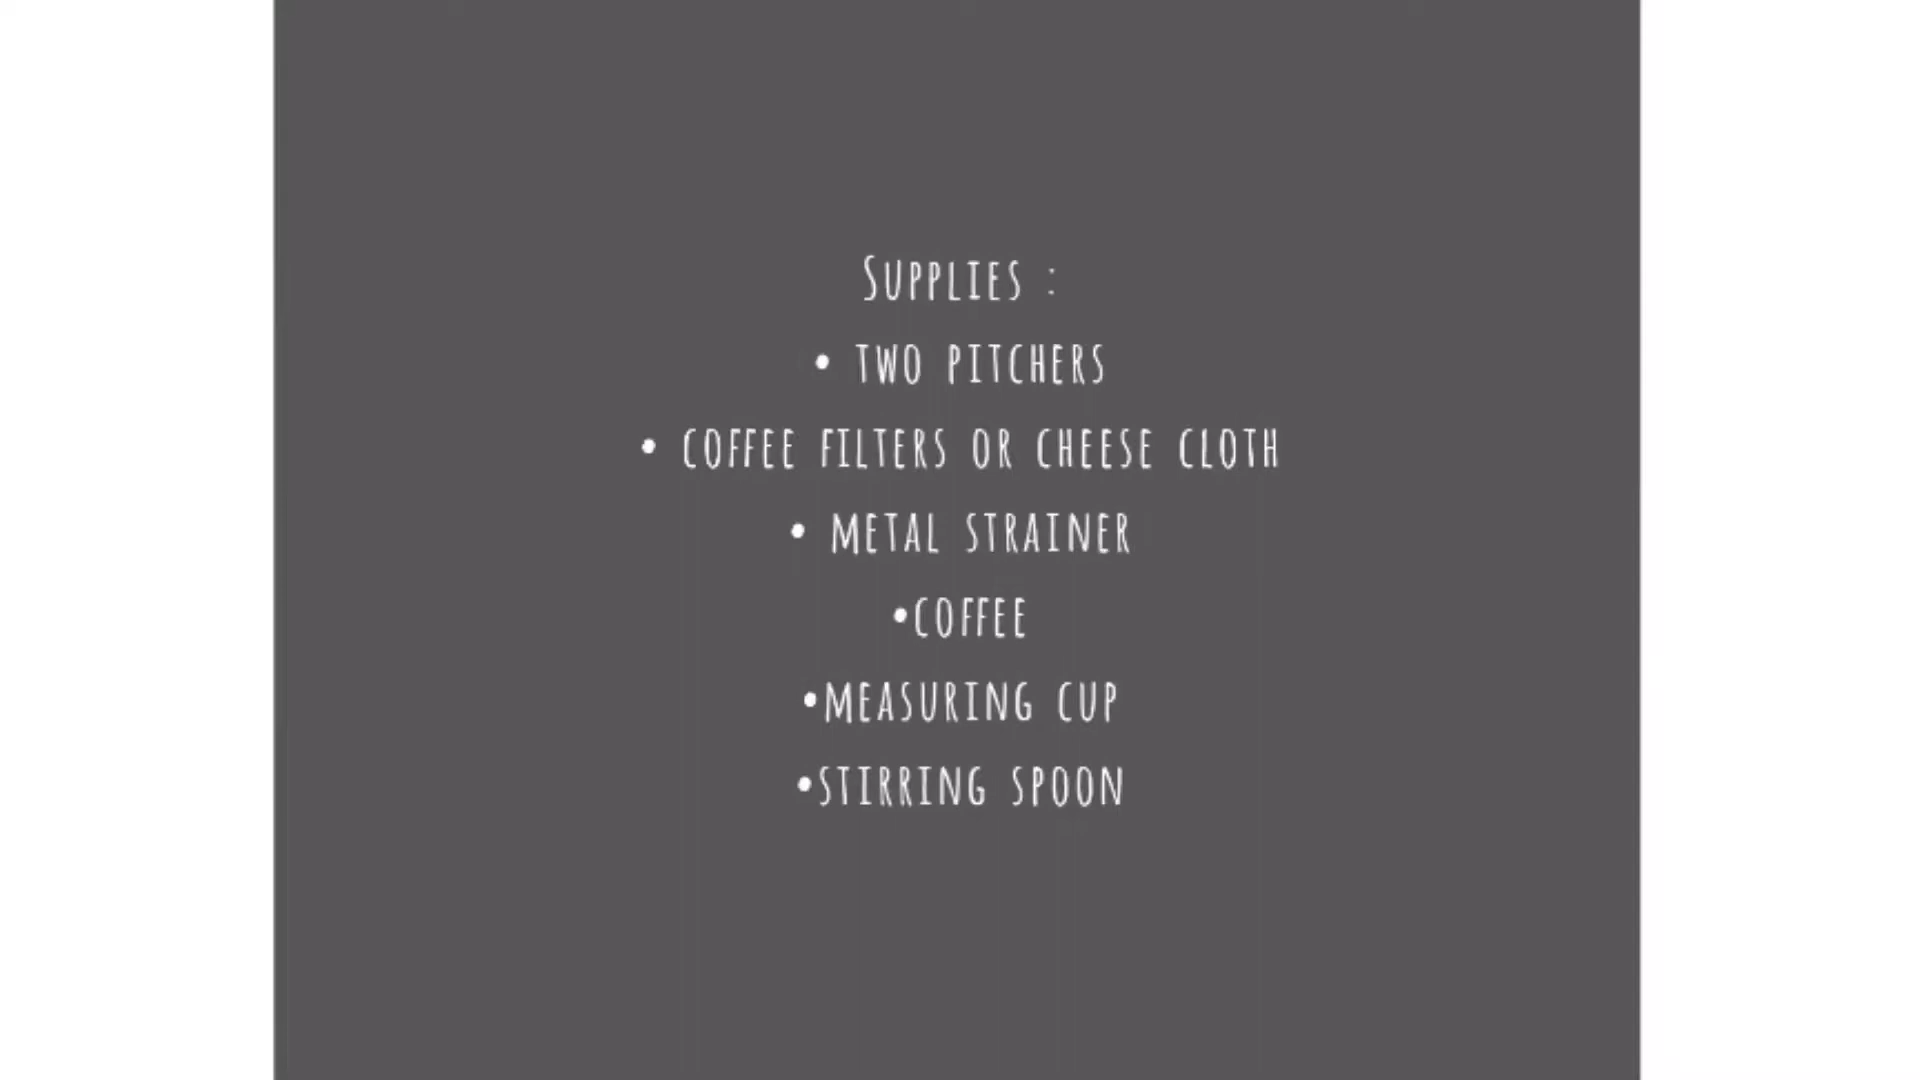 Supplies :
• two pitchers
• coffee filters or cheese cloth
• metal strainer
•coffee
•measuring cup
•stirring spoon